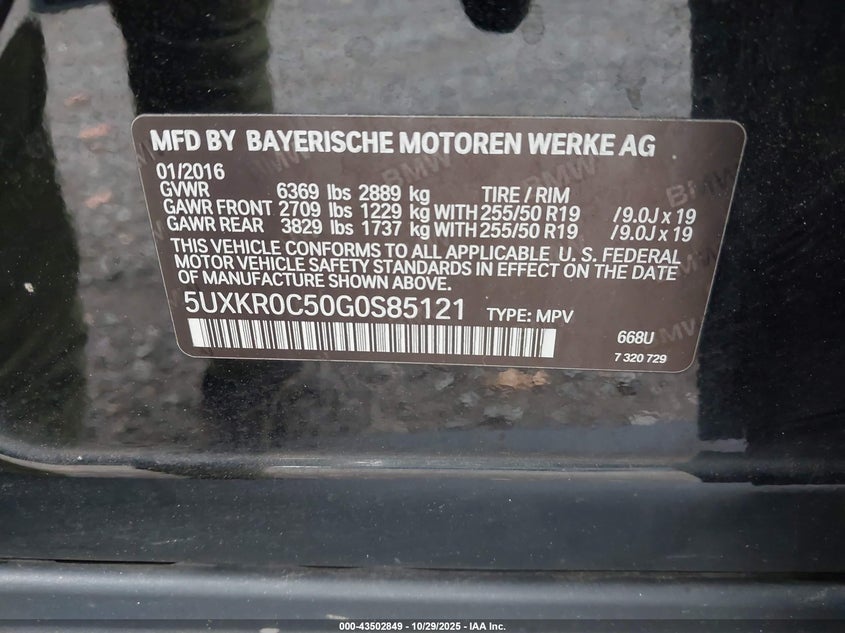 MFD BY BAYERISCHE MOTOREN WERKE AG
01/2016
GVWR 6369 lbs 2889 kg TIRE / RIM
GAWR FRONT 2709 lbs 1229 kg WITH 255/50 R19 / 9.0J x 19
GAWR REAR 3829 lbs 1737 kg WITH 255/50 R19 / 9.0J x 19
THIS VEHICLE CONFORMS TO ALL APPLICABLE U. S. FEDERAL
MOTOR VEHICLE SAFETY STANDARDS IN EFFECT ON THE DATE
OF MANUFACTURE SHOWN ABOVE.
5UXKR0C50G0S85121 TYPE: MPV
668U
7 320 729
000-43502849 - 10/29/2025 - IAA Inc.